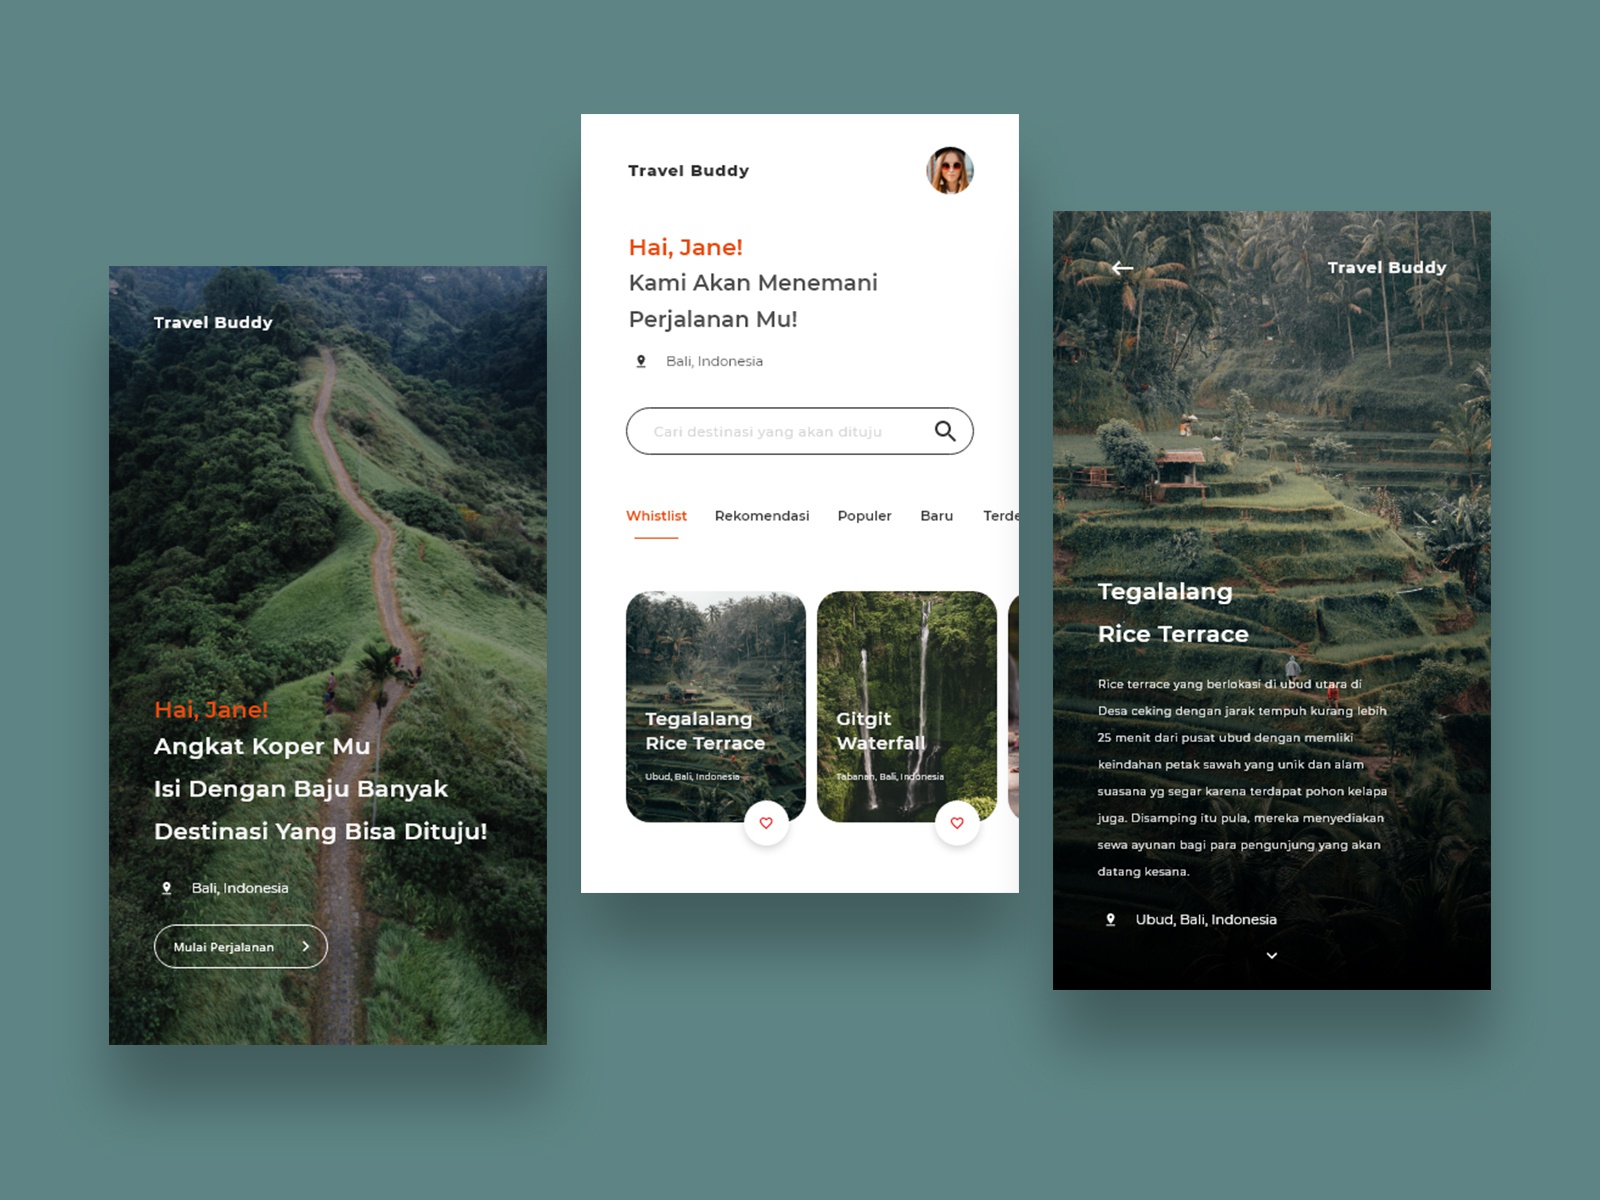 Travel Buddy
Hai, Jane!
Angkat Koper Mu
Isi Dengan Baju Banyak
Destinasi Yang Bisa Dituju!
Bali, Indonesia
Mulai Perjalanan
Travel Buddy
Hai, Jane!
Kami Akan Menemani
Perjalanan Mu!
Bali, Indonesia
Cari destinasi yang akan dituju
Whistlist Rekomendasi Populer Baru Terde
Tegalalang
Rice Terrace
Ubud, Bali, Indonesia
Gitgit
Waterfall
Tabanan, Bali, Indonesia
Travel Buddy
Tegalalang
Rice Terrace
Rice terrace yang berlokasi di ubud utara di
Desa ceking dengan jarak tempuh kurang lebih
25 menit dari pusat ubud dengan memliki
keindahan petak sawah yang unik dan alam
suasana yg segar karena terdapat pohon kelapa
juga. Disamping itu pula, mereka menyediakan
sewa ayunan bagi para pengunjung yang akan
datang kesana.
Ubud, Bali, Indonesia